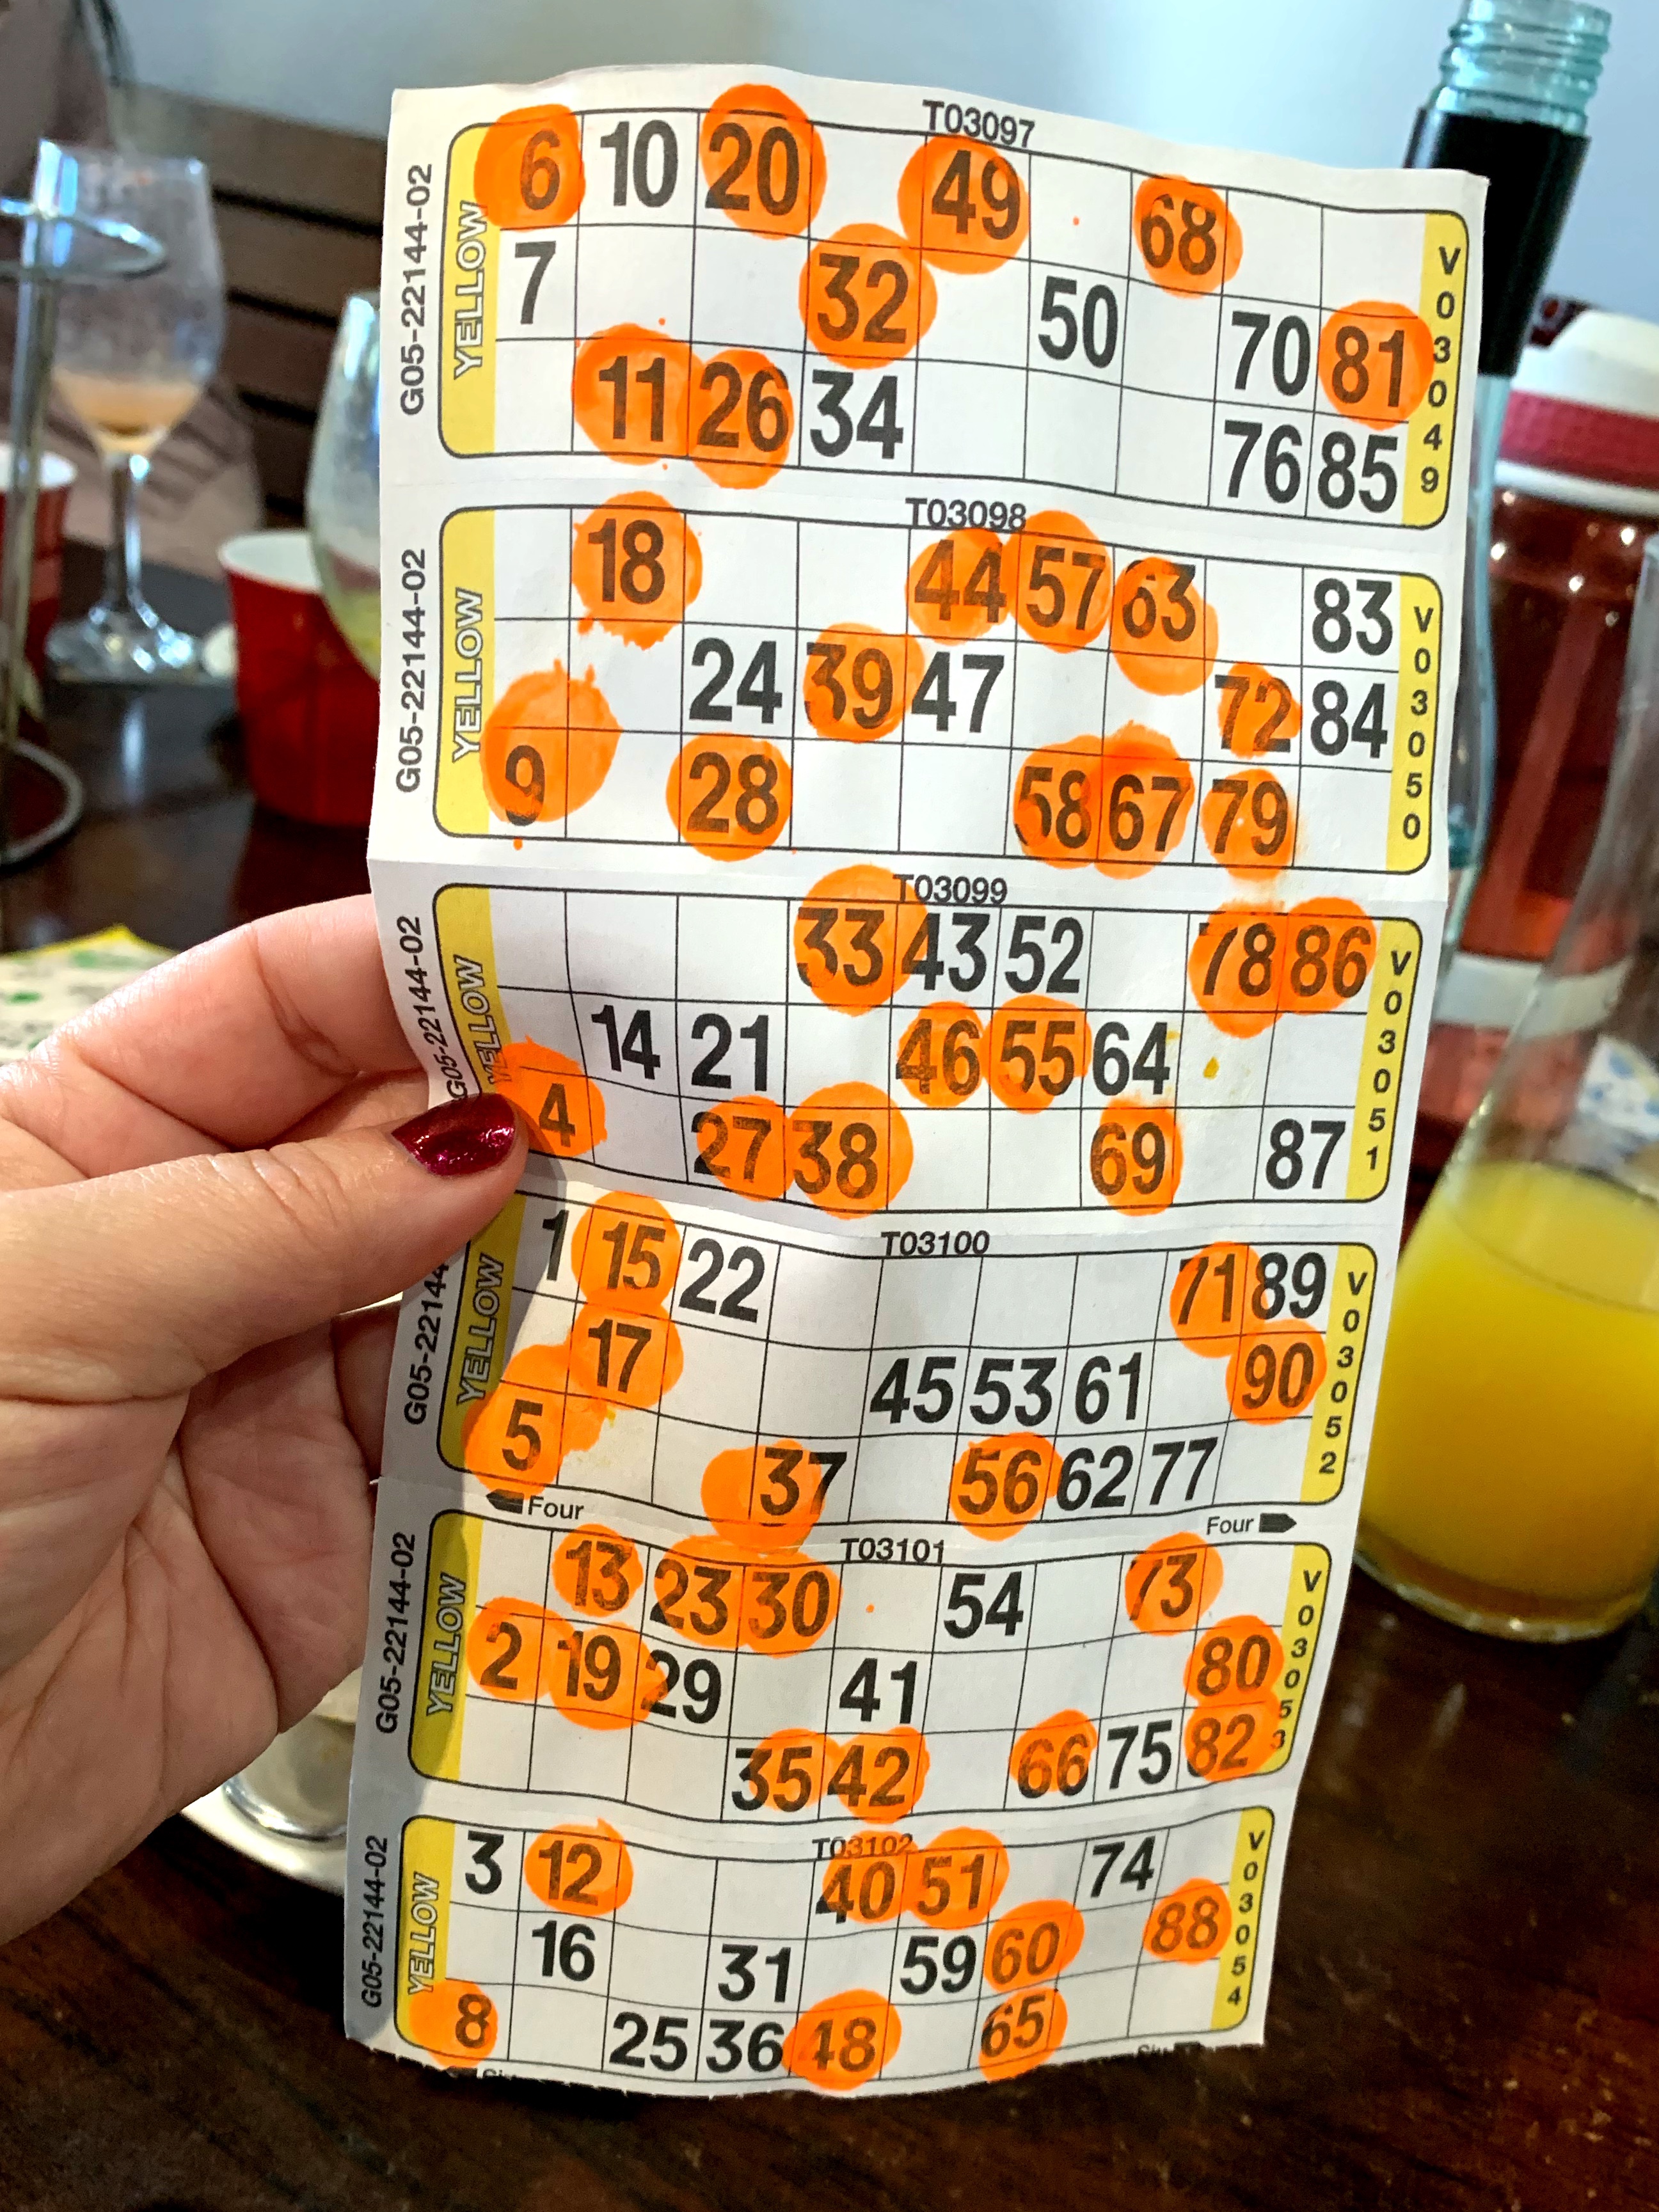 T03097
G05-22144-02
YELLOW
6 10 20 49 68
7 32 50 70 81
11 26 34 76 85
V03049
T03098
G05-22144-02
YELLOW
18 44 57 63 83
24 39 47 72 84
9 28 58 67 79
V03050
T03099
G05-22144-02
YELLOW
33 43 52 78 86
14 21 46 55 64
4 27 38 69 87
V03051
T03100
G05-22144
YELLOW
1 15 22 71 89
17 45 53 61 90
5 37 56 62 77
V03052
Four Four
T03101
G05-22144-02
YELLOW
13 23 30 54 73
2 19 29 41 80
35 42 66 75 82
V03053
T03102
G05-22144-02
YELLOW
3 12 40 51 74
16 31 59 60 88
8 25 36 48 65
V03054